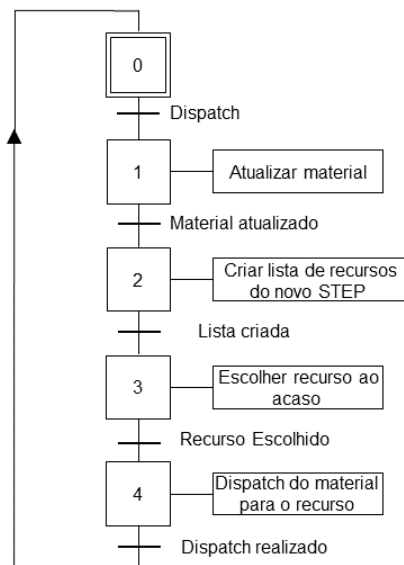 0
Dispatch
1
Atualizar material
Material atualizado
2
Criar lista de recursos
do novo STEP
Lista criada
3
Escolher recurso ao
acaso
Recurso Escolhido
4
Dispatch do material
para o recurso
Dispatch realizado